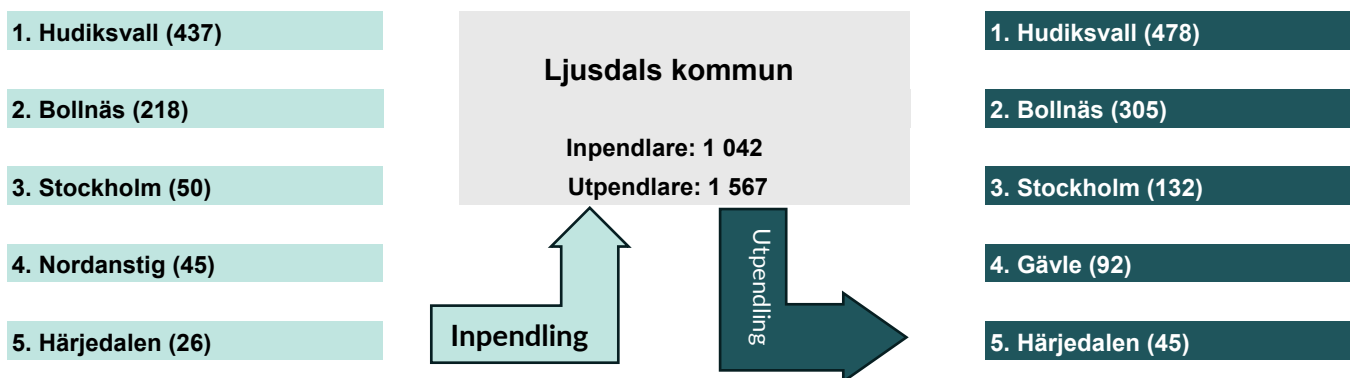 1. Hudiksvall (437)
2. Bollnäs (218)
3. Stockholm (50)
4. Nordanstig (45)
5. Härjedalen (26)
Ljusdals kommun
Inpendlare: 1 042
Utpendlare: 1 567
Inpendling
Utpendling
1. Hudiksvall (478)
2. Bollnäs (305)
3. Stockholm (132)
4. Gävle (92)
5. Härjedalen (45)